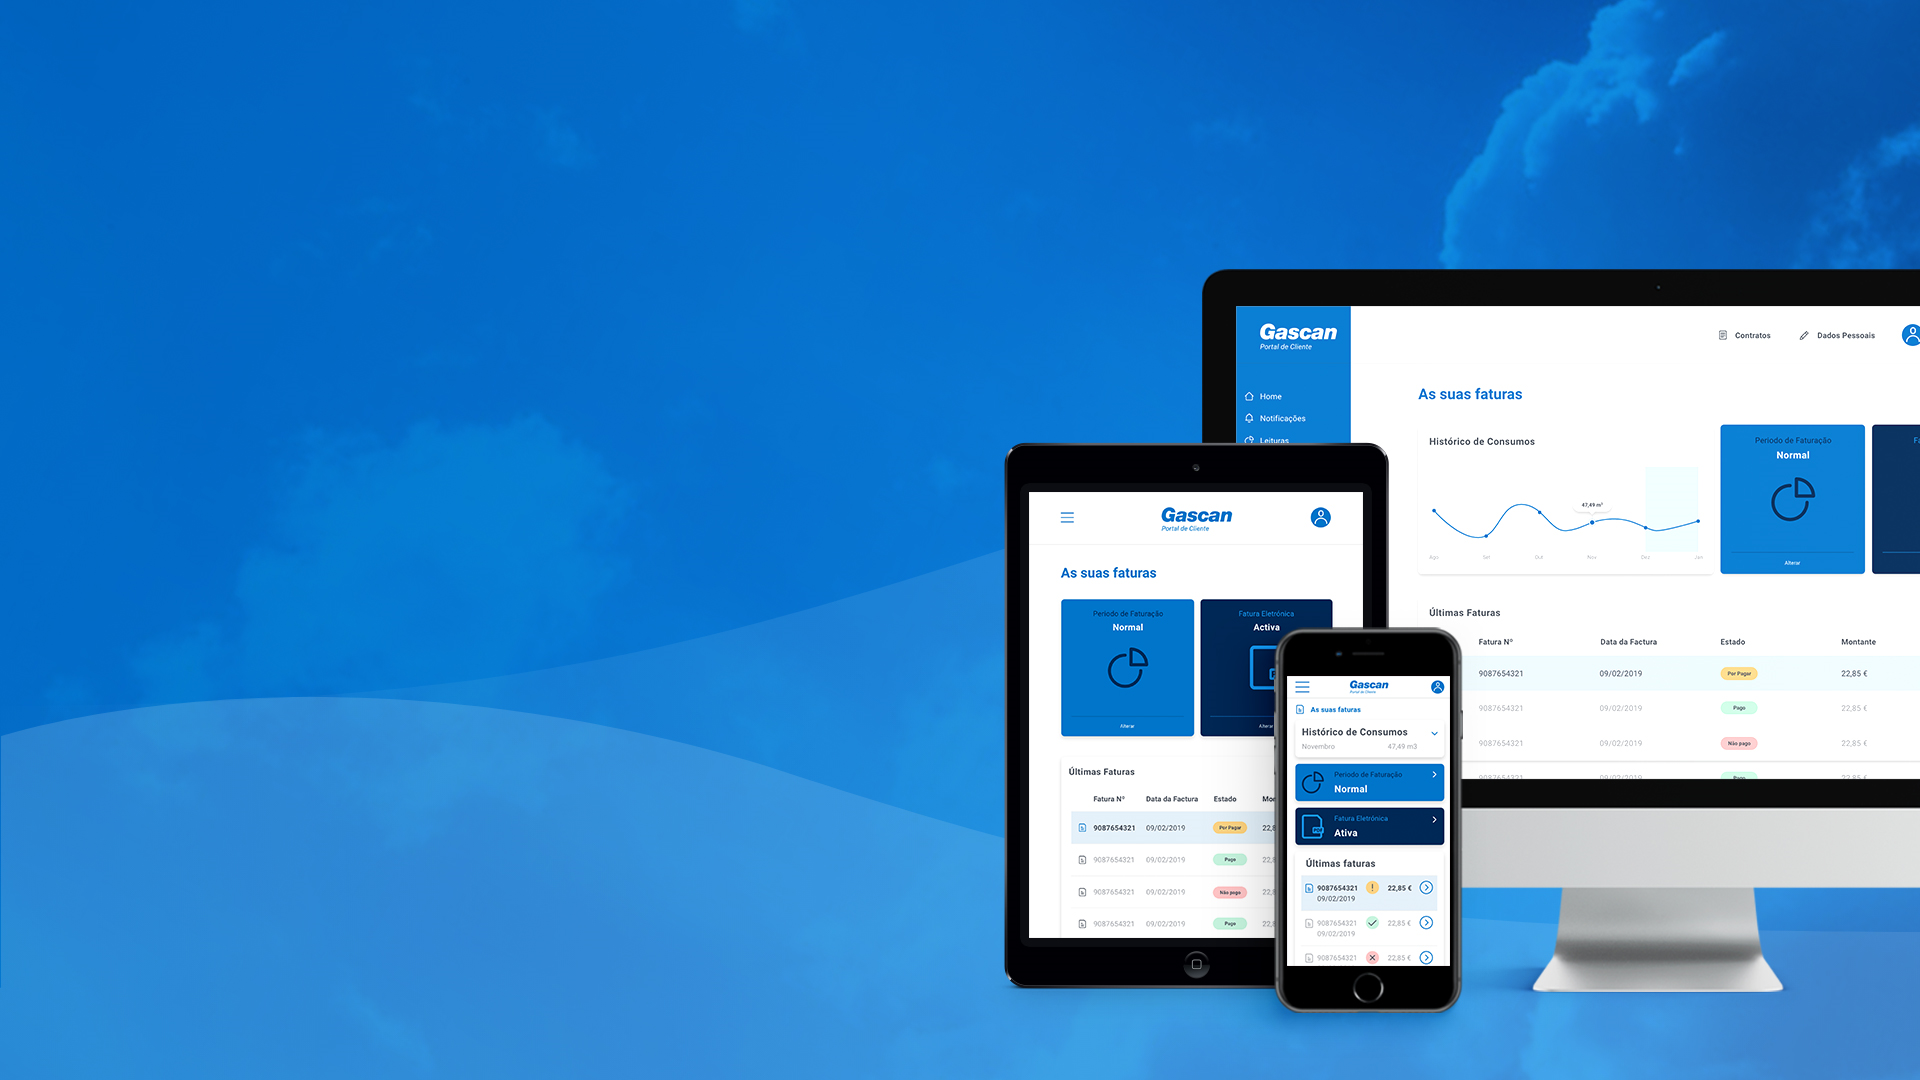 Gascan
Portal de Cliente
Home
Notificações
Leituras
Contratos
Dados Pessoais
As suas faturas
Histórico de Consumos
47,49 m³
Ago
Set
Out
Nov
Dez
Jan
Periodo de Faturação
Normal
Alterar
Últimas Faturas
Fatura Nº Data da Factura Estado Montante
9087654321 09/02/2019 Por Pagar 22,85 €
9087654321 09/02/2019 Pago 22,85 €
9087654321 09/02/2019 Não pago 22,85 €
9087654321 09/02/2019 Pago 22,85 €
Gascan
Portal de Cliente
As suas faturas
Periodo de Faturação
Normal
Alterar
Fatura Eletrónica
Activa
Alterar
Últimas Faturas
Fatura Nº Data da Factura Estado
9087654321 09/02/2019 Por Pagar 22,8
9087654321 09/02/2019 Pago 22,
9087654321 09/02/2019 Não pago 22,
9087654321 09/02/2019 Pago 22,
Gascan
Portal de Cliente
As suas faturas
Histórico de Consumos
Novembro 47,49 m3
Periodo de Faturação
Normal
Fatura Eletrónica
Ativa
Últimas faturas
9087654321 22,85 €
09/02/2019
9087654321 22,85 €
09/02/2019
9087654321 22,85 €